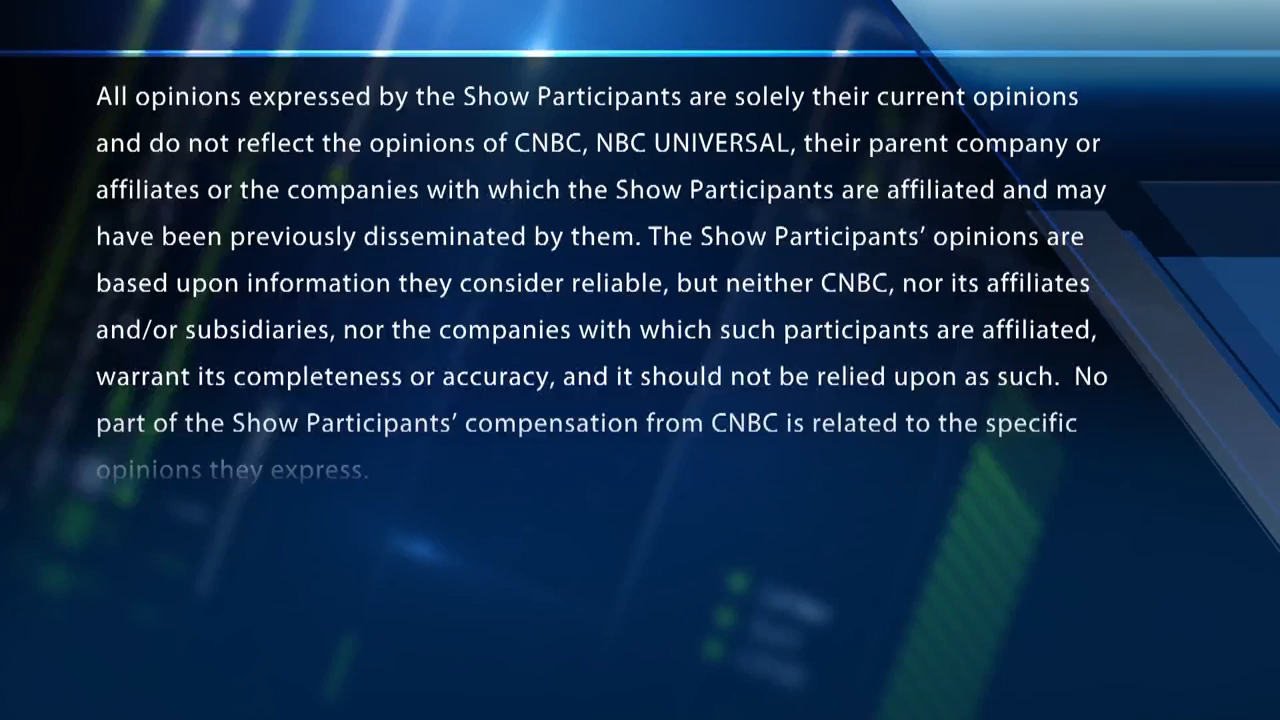 All opinions expressed by the Show Participants are solely their current opinions
and do not reflect the opinions of CNBC, NBC UNIVERSAL, their parent company or
affiliates or the companies with which the Show Participants are affiliated and may
have been previously disseminated by them. The Show Participants’ opinions are
based upon information they consider reliable, but neither CNBC, nor its affiliates
and/or subsidiaries, nor the companies with which such participants are affiliated,
warrant its completeness or accuracy, and it should not be relied upon as such.  No
part of the Show Participants’ compensation from CNBC is related to the specific
opinions they express.